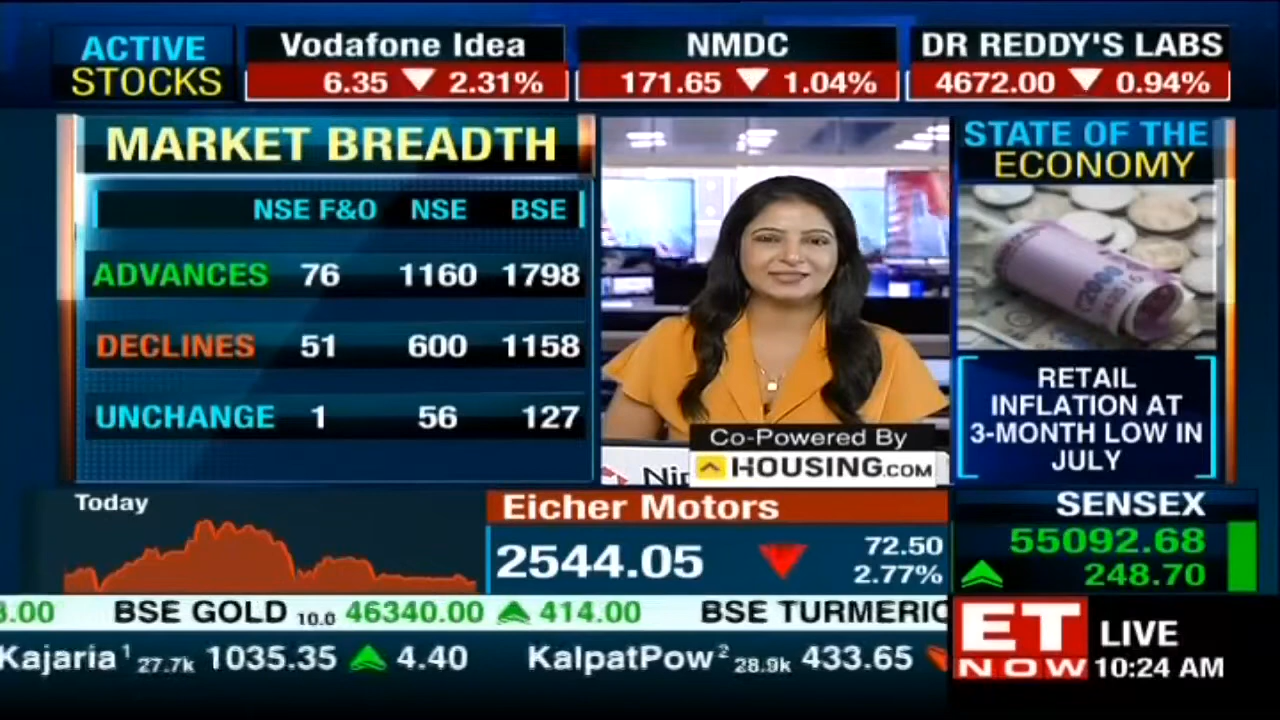 ACTIVE
STOCKS
Vodafone Idea
6.35 ▼ 2.31%
NMDC
171.65 ▼ 1.04%
DR REDDY'S LABS
4672.00 ▼ 0.94%
MARKET BREADTH
NSE F&O NSE BSE
ADVANCES 76 1160 1798
DECLINES 51 600 1158
UNCHANGE 1 56 127
Co-Powered By
HOUSING.COM
STATE OF THE
ECONOMY
RETAIL
INFLATION AT
3-MONTH LOW IN
JULY
Today
Eicher Motors
2544.05 ▼ 72.50
2.77%
SENSEX
55092.68
▲ 248.70
.00 BSE GOLD 10.0 46340.00 ▲ 414.00 BSE TURMERIC
Kajaria 1 27.7k 1035.35 ▲ 4.40 KalpatPow 2 28.9k 433.65
ET
NOW
LIVE
10:24 AM